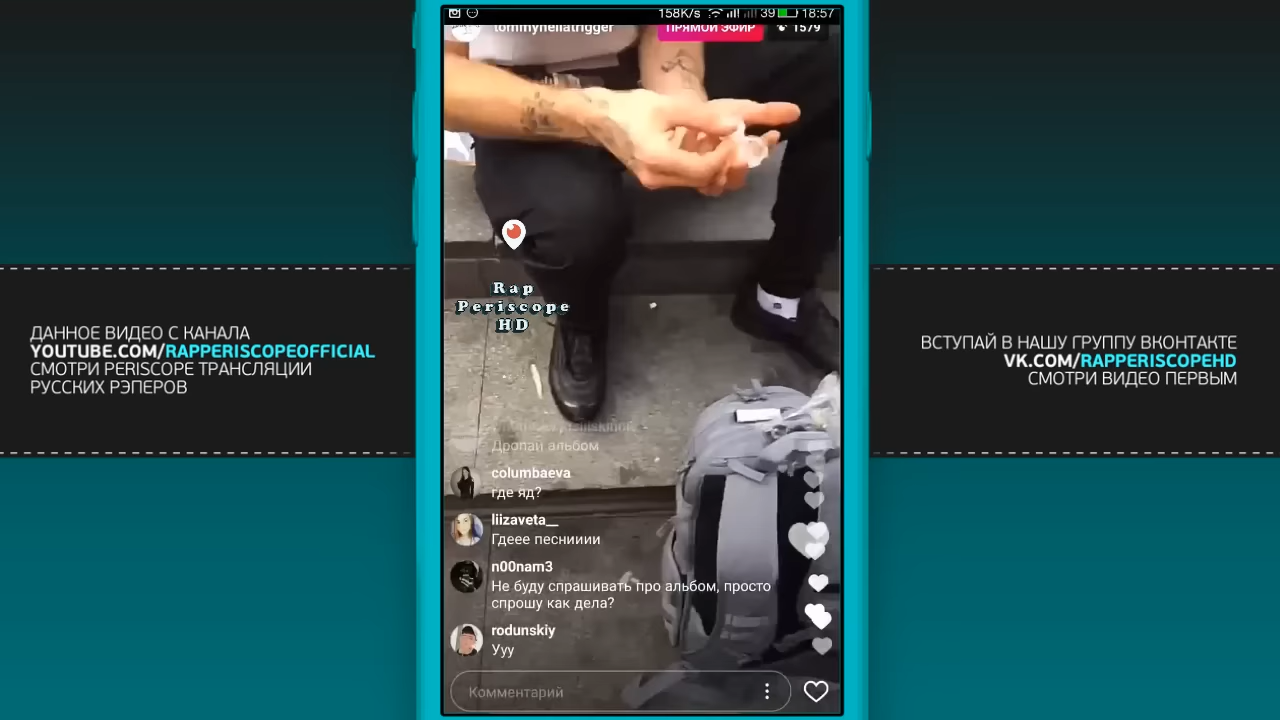 158K/s 39 18:57
tommyhellatrigger
ПРЯМОЙ ЭФИР
1579
Rap
Periscope
HD
ДАННОЕ ВИДЕО С КАНАЛА
YOUTUBE.COM/RAPPERISCOPEOFFICIAL
СМОТРИ PERISCOPE ТРАНСЛЯЦИИ
РУССКИХ РЭПЕРОВ
ВСТУПАЙ В НАШУ ГРУППУ ВКОНТАКТЕ
VK.COM/RAPPERISCOPEHD
СМОТРИ ВИДЕО ПЕРВЫМ
Дропай альбом
columbaeva
где яд?
liizaveta__
Гдеее песнииии
n00nam3
Не буду спрашивать про альбом, просто
спрошу как дела?
rodunskiy
Ууу
Комментарий